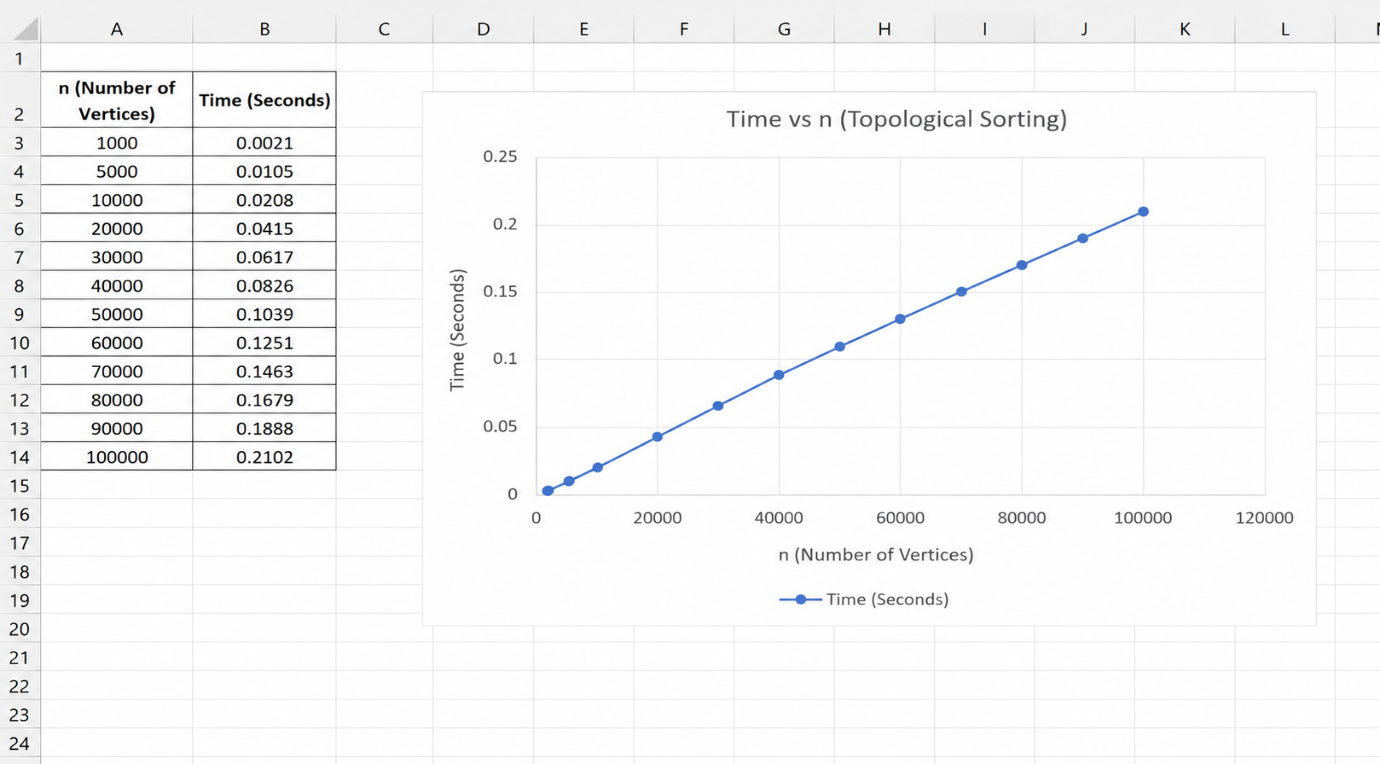 A B C D E F G H I J K L
1
n (Number of
Vertices) Time (Seconds)
2
3 1000 0.0021
4 5000 0.0105
5 10000 0.0208
6 20000 0.0415
7 30000 0.0617
8 40000 0.0826
9 50000 0.1039
10 60000 0.1251
11 70000 0.1463
12 80000 0.1679
13 90000 0.1888
14 100000 0.2102
15
16
17
18
19
20
21
22
23
24
Time vs n (Topological Sorting)
Time (Seconds)
0.25
0.2
0.15
0.1
0.05
0
0 20000 40000 60000 80000 100000 120000
n (Number of Vertices)
Time (Seconds)